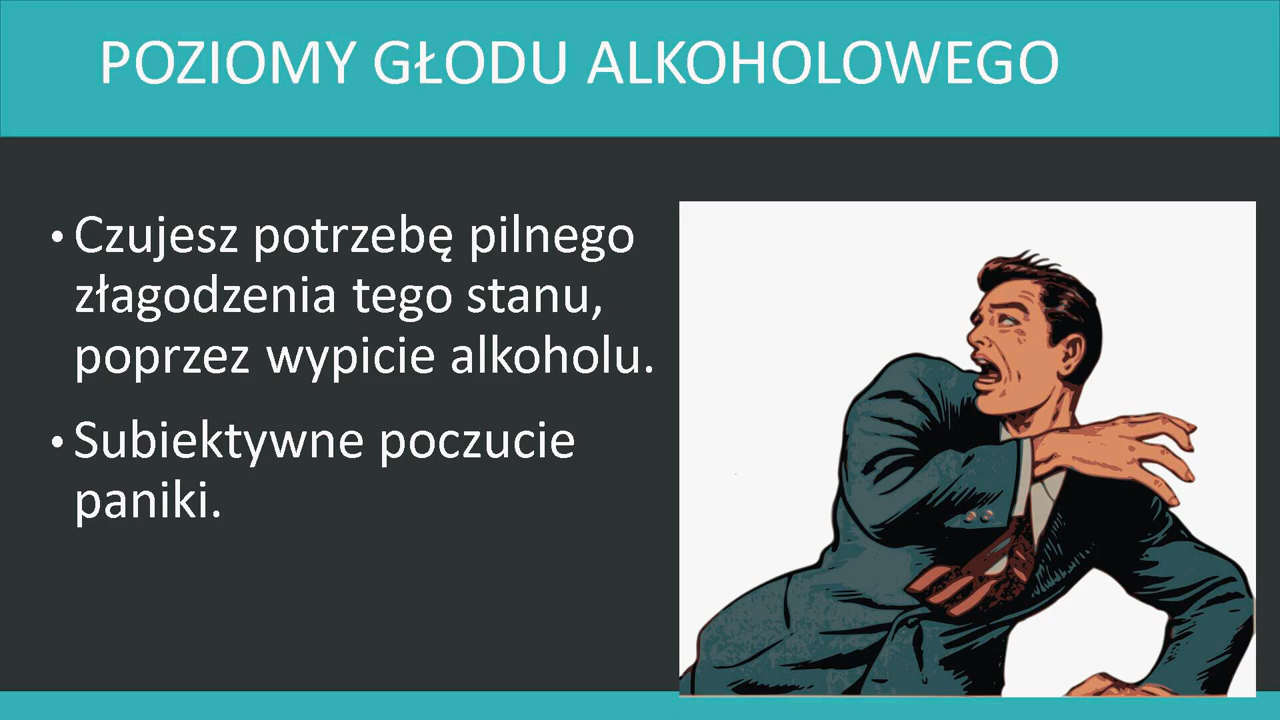 POZIOMY GŁODU ALKOHOLOWEGO
• Czujesz potrzebę pilnego
złagodzenia tego stanu,
poprzez wypicie alkoholu.
• Subiektywne poczucie
paniki.